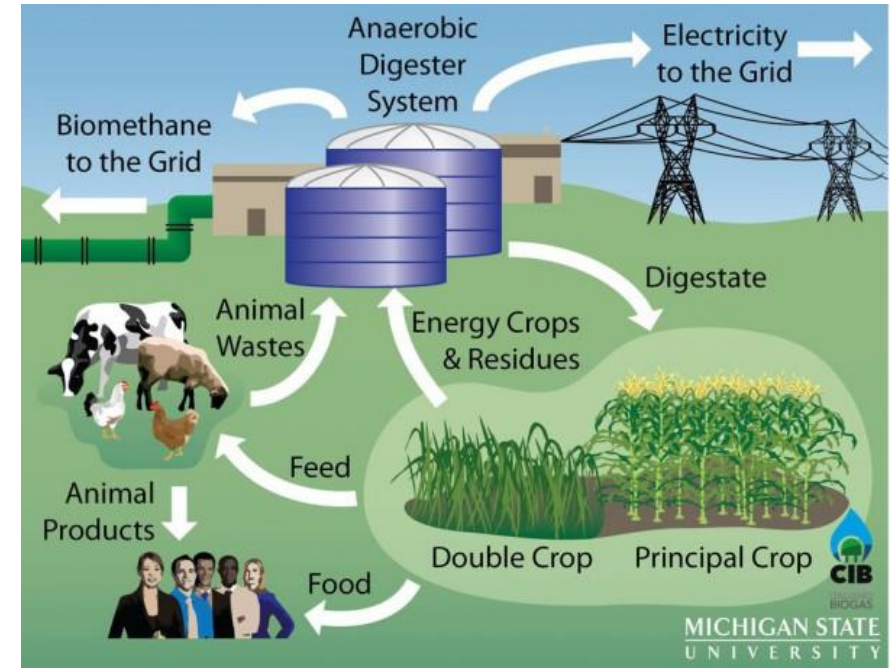 Anaerobic
Digester
System
Electricity
to the Grid
Biomethane
to the Grid
Digestate
Animal
Wastes
Energy Crops
& Residues
Feed
Animal
Products
Double Crop
Principal Crop
Food
CIB
BIOGAS
MICHIGAN STATE
UNIVERSITY